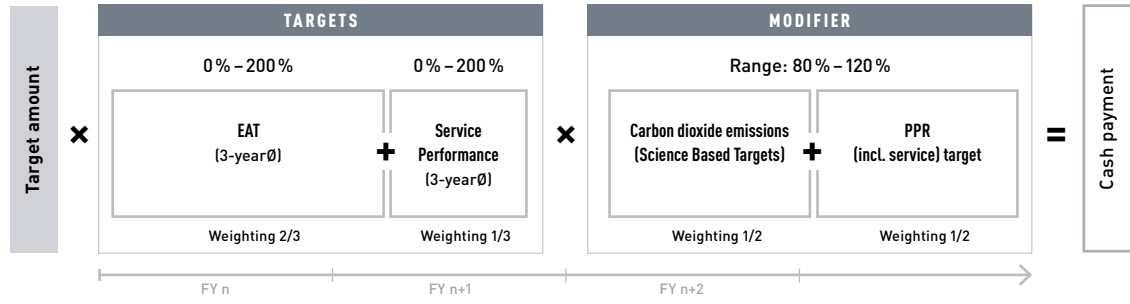 TARGETS
MODIFIER
0 % – 200 %
0 % – 200 %
Range: 80 % – 120 %
Target amount
×
EAT
(3-yearØ)
+
Service
Performance
(3-yearØ)
×
Carbon dioxide emissions
(Science Based Targets)
+
PPR
(incl. service) target
=
Cash payment
Weighting 2/3
Weighting 1/3
Weighting 1/2
Weighting 1/2
FY n
FY n+1
FY n+2